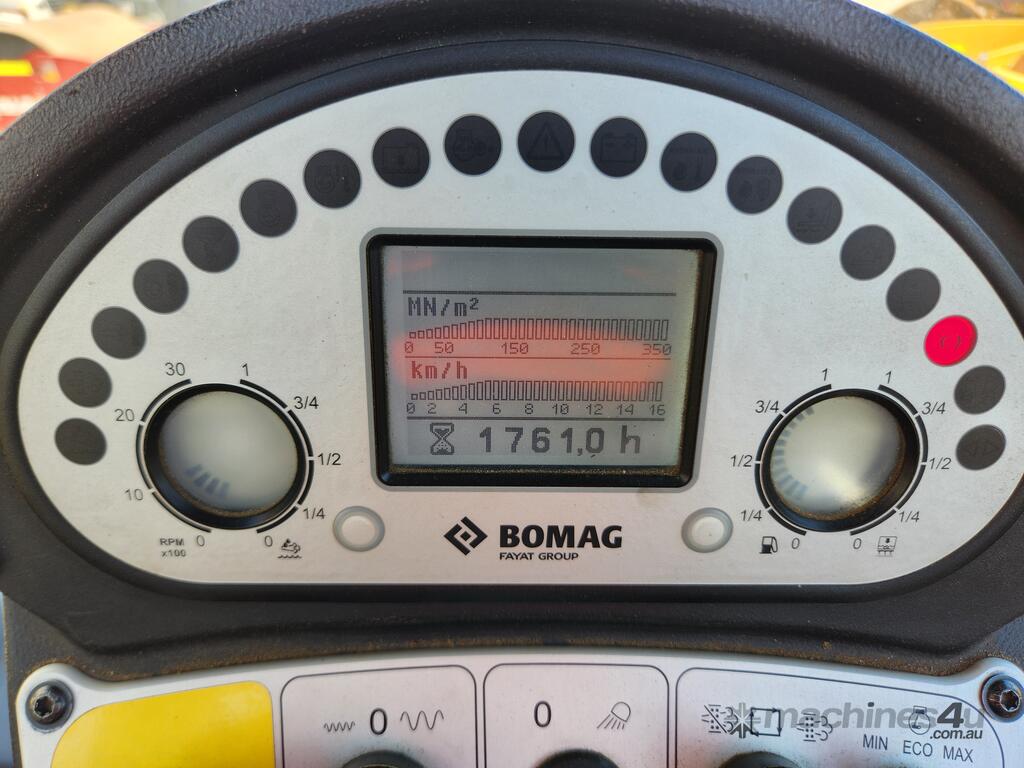 MN/m²
0 50 150 250 350
km/h
0 2 4 6 8 10 12 14 16
1761,0 h
30 1
20 3/4
10 1/2
1/4
RPM
x100
0 0
1 1
3/4 3/4
1/2 1/2
1/4 1/4
0 0
BOMAG
FAYAT GROUP
0
0
machines4u
.com.au
MIN ECO MAX